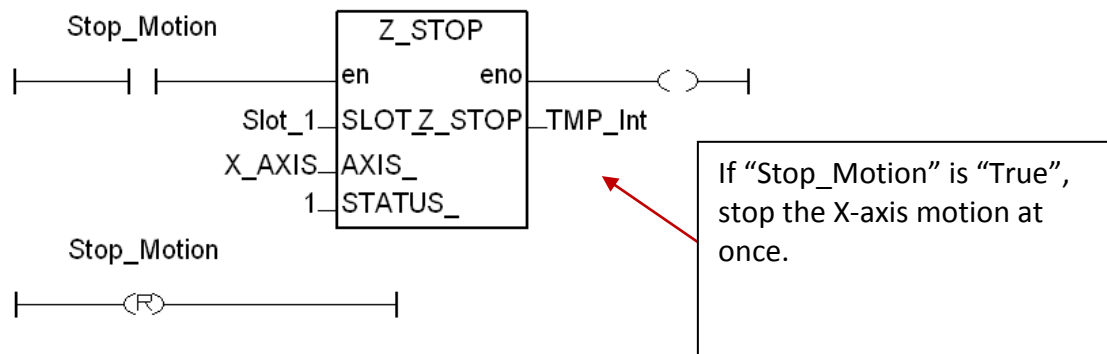 Stop_Motion
Z_STOP
en eno
Slot_1 SLOT_ Z_STOP TMP_Int
X_AXIS AXIS_
1 STATUS_
If “Stop_Motion” is “True”,
stop the X-axis motion at
once.
Stop_Motion
R